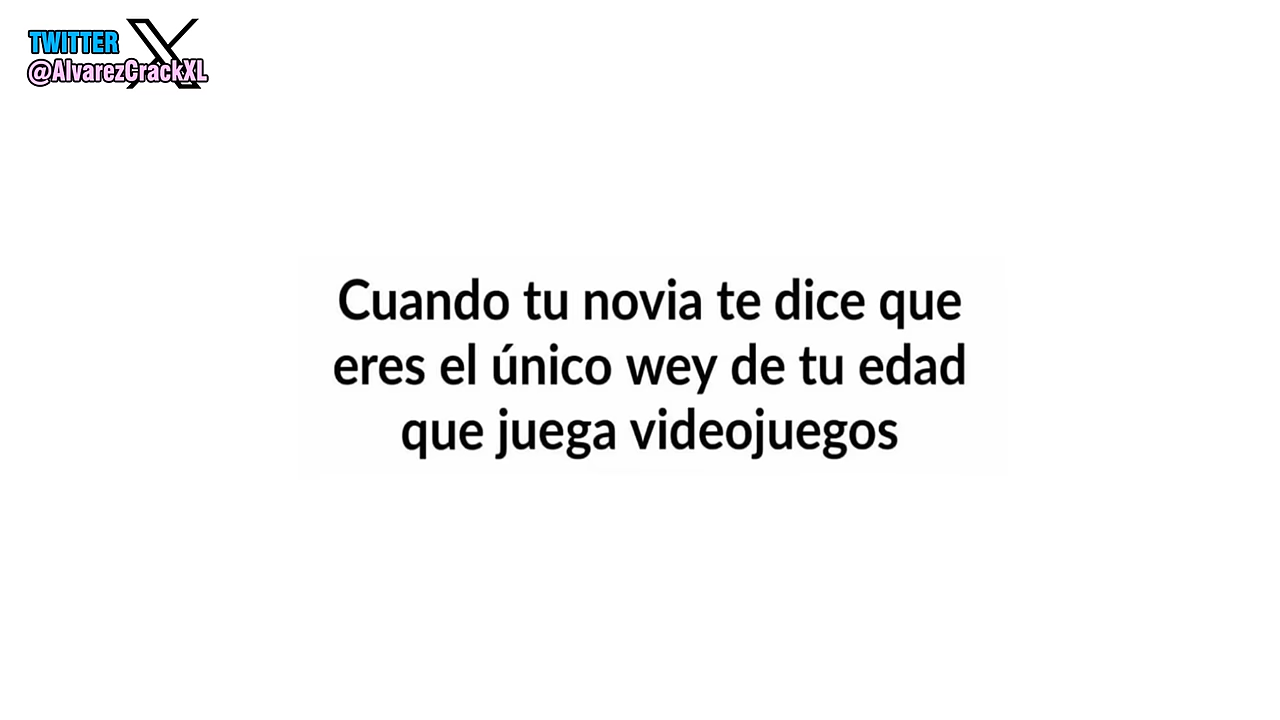 TWITTER
@AlvarezCrackXL
Cuando tu novia te dice que
eres el único wey de tu edad
que juega videojuegos